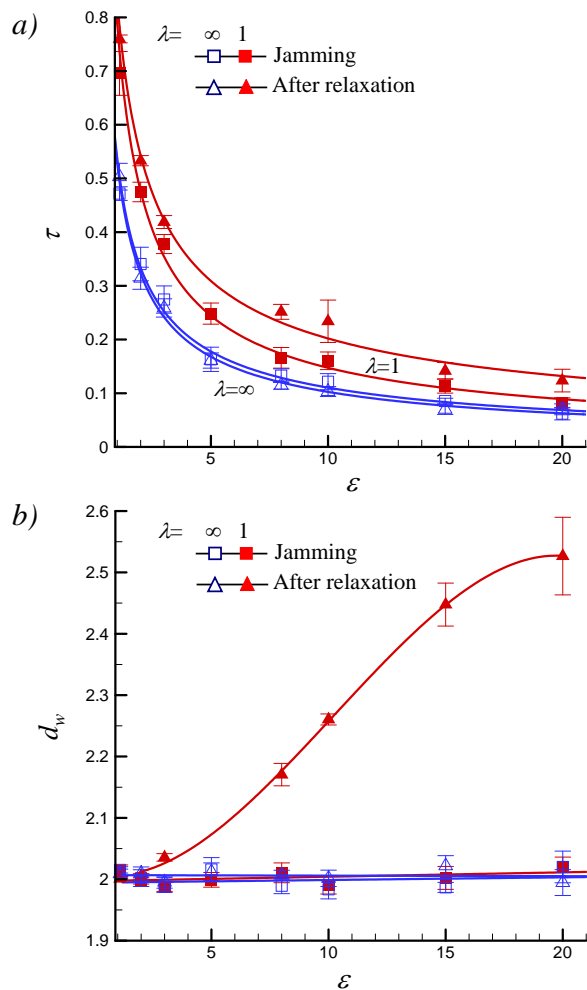 a)
λ= ∞ 1
Jamming
After relaxation
0.8
0.7
0.6
0.5
0.4
0.3
0.2
0.1
0
τ
λ=1
λ=∞
5 10 15 20
ε
b)
λ= ∞ 1
Jamming
After relaxation
2.6
2.5
2.4
2.3
2.2
2.1
2
1.9
d_w
5 10 15 20
ε